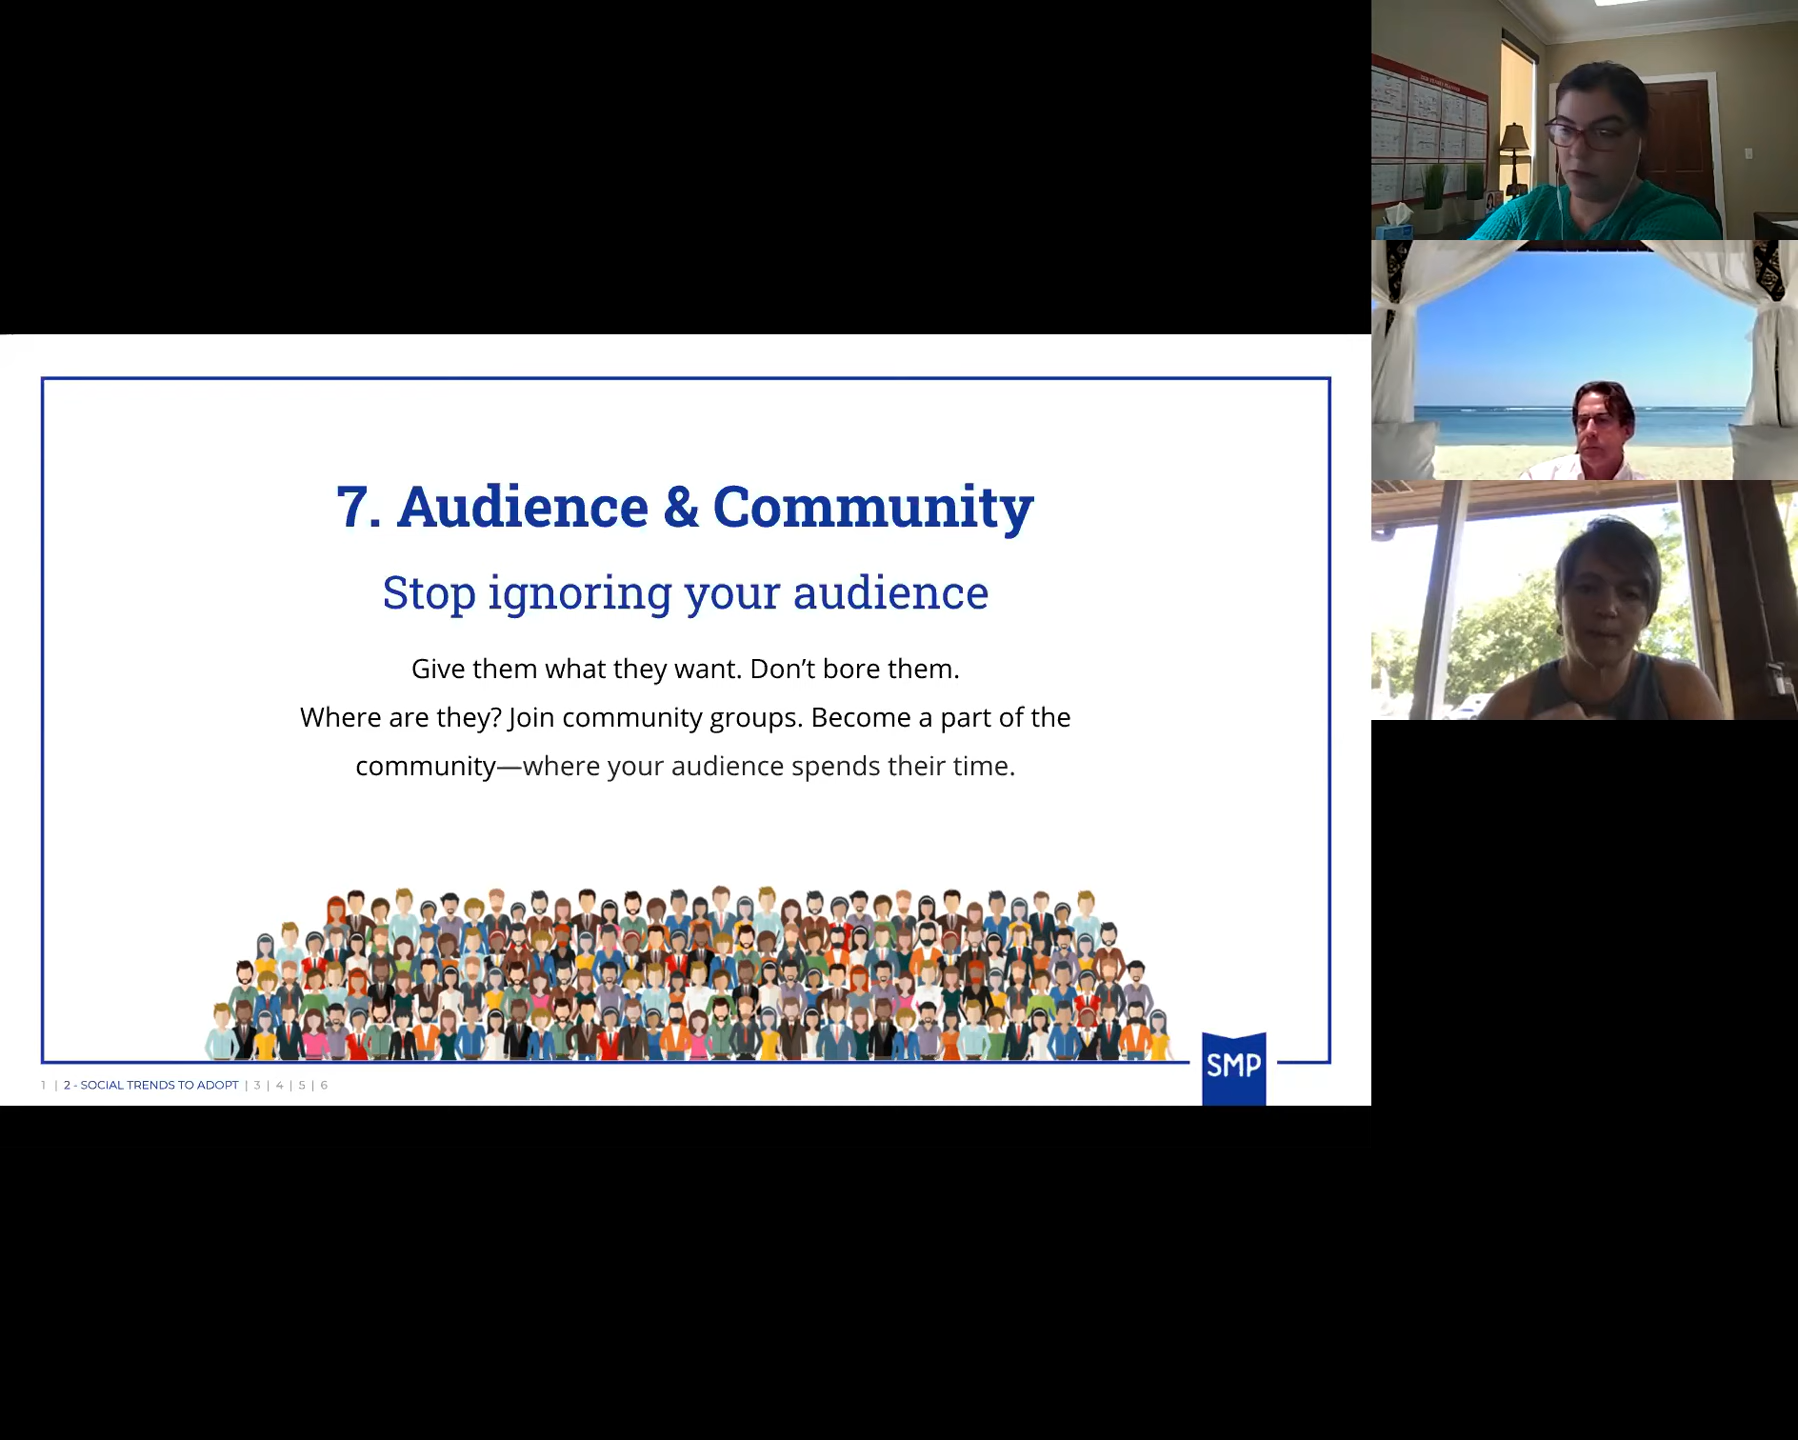 7. Audience & Community
Stop ignoring your audience
Give them what they want. Don’t bore them.
Where are they? Join community groups. Become a part of the
community—where your audience spends their time.
SMP
1 | 2 - SOCIAL TRENDS TO ADOPT | 3 | 4 | 5 | 6